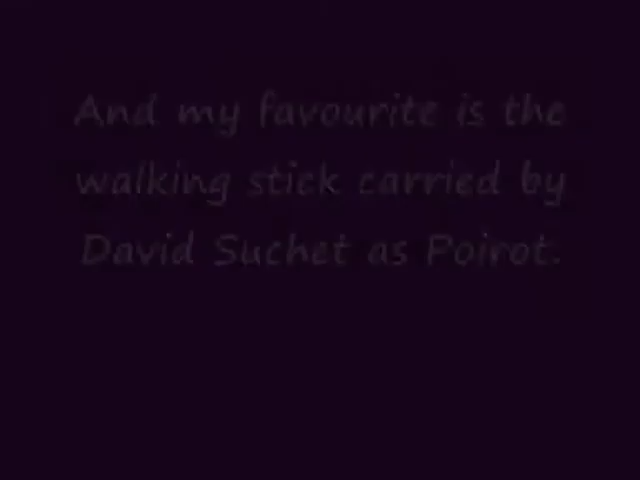 And my favourite is the
walking stick carried by
David Suchet as Poirot.